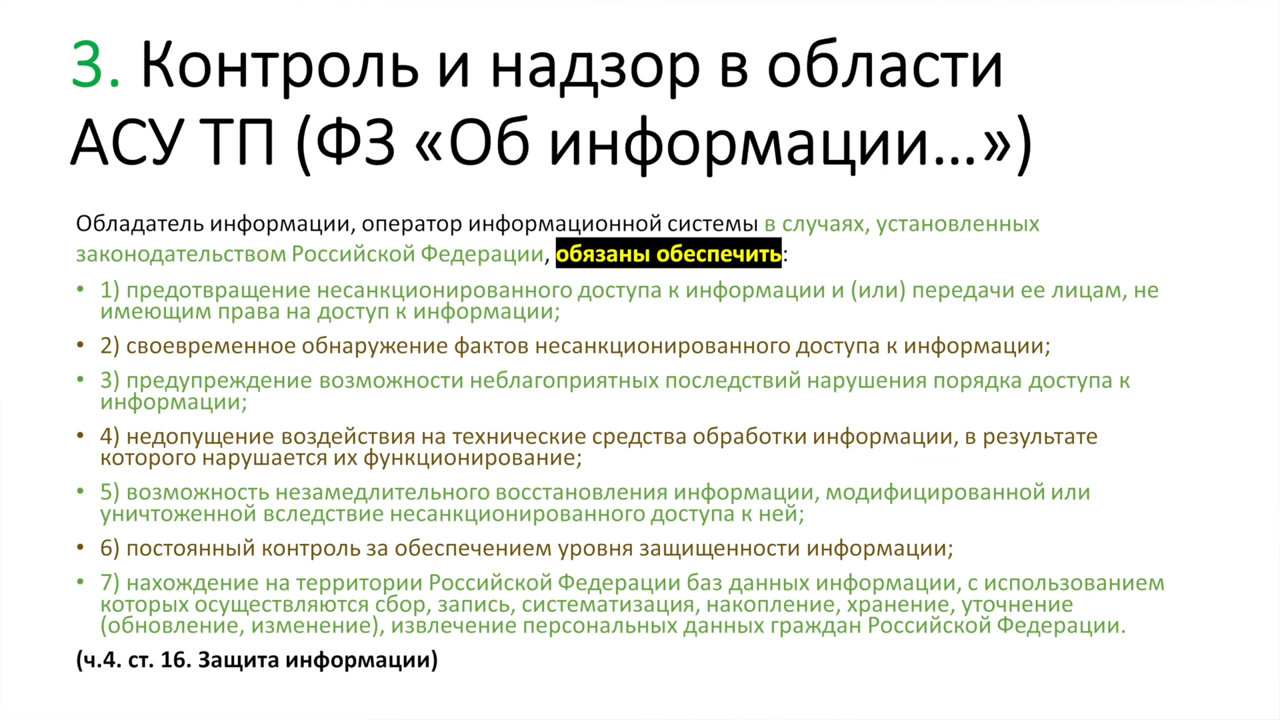 3. Контроль и надзор в области
АСУ ТП (ФЗ «Об информации…»)
Обладатель информации, оператор информационной системы в случаях, установленных
законодательством Российской Федерации, обязаны обеспечить:
• 1) предотвращение несанкционированного доступа к информации и (или) передачи ее лицам, не
имеющим права на доступ к информации;
• 2) своевременное обнаружение фактов несанкционированного доступа к информации;
• 3) предупреждение возможности неблагоприятных последствий нарушения порядка доступа к
информации;
• 4) недопущение воздействия на технические средства обработки информации, в результате
которого нарушается их функционирование;
• 5) возможность незамедлительного восстановления информации, модифицированной или
уничтоженной вследствие несанкционированного доступа к ней;
• 6) постоянный контроль за обеспечением уровня защищенности информации;
• 7) нахождение на территории Российской Федерации баз данных информации, с использованием
которых осуществляются сбор, запись, систематизация, накопление, хранение, уточнение
(обновление, изменение), извлечение персональных данных граждан Российской Федерации.
(ч.4. ст. 16. Защита информации)